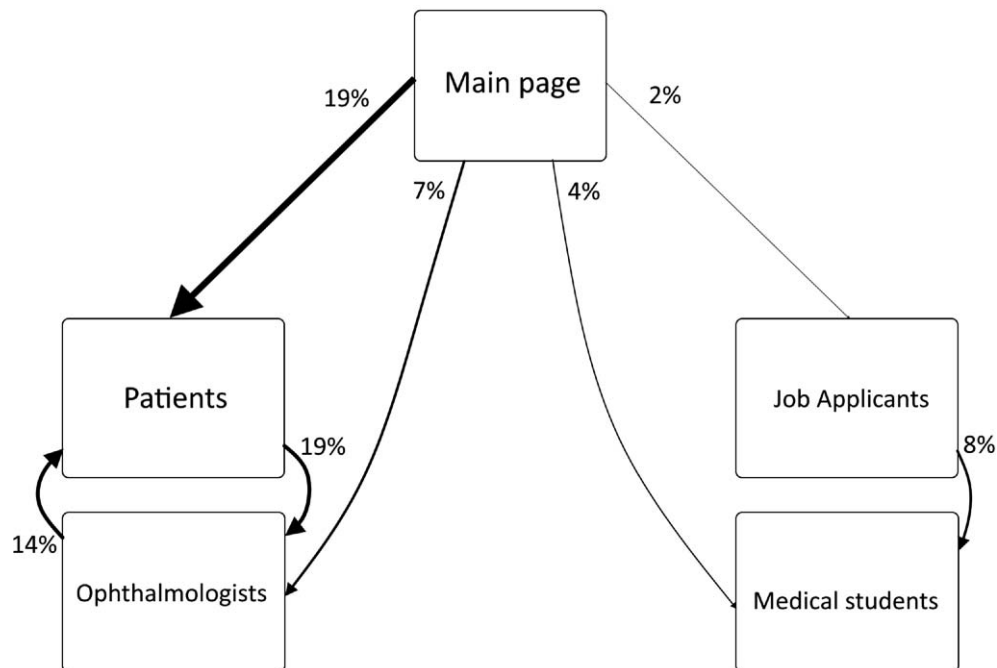 Main page
19%
2%
7%
4%
Patients
Job Applicants
19%
8%
14%
Ophthalmologists
Medical students